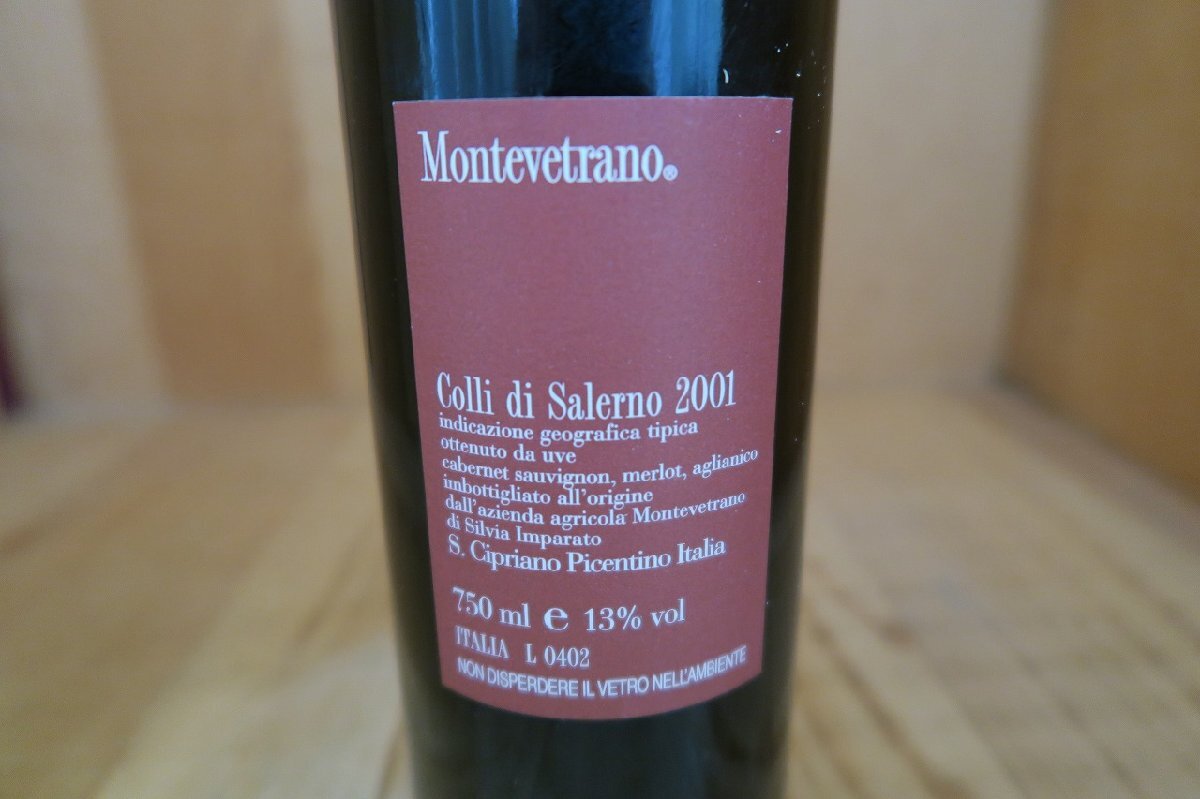 Montevetrano®
Colli di Salerno 2001
indicazione geografica tipica
ottenuto da uve
cabernet sauvignon, merlot, aglianico
imbottigliato all'origine
dall'azienda agricola Montevetrano
di Silvia Imparato
S. Cipriano Picentino Italia
750 ml e 13% vol
ITALIA L 0402
NON DISPERDERE IL VETRO NELL'AMBIENTE